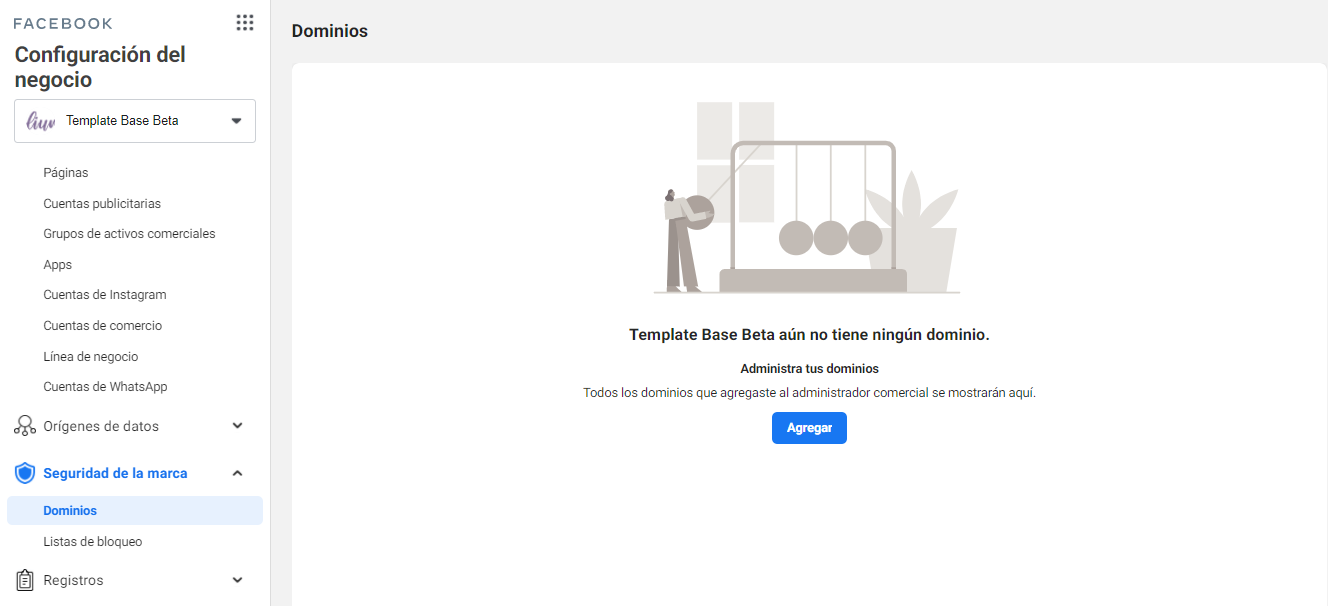 FACEBOOK
Configuración del
negocio
liuv Template Base Beta
Páginas
Cuentas publicitarias
Grupos de activos comerciales
Apps
Cuentas de Instagram
Cuentas de comercio
Línea de negocio
Cuentas de WhatsApp
Orígenes de datos
Seguridad de la marca
Dominios
Listas de bloqueo
Registros
Dominios
Template Base Beta aún no tiene ningún dominio.
Administra tus dominios
Todos los dominios que agregaste al administrador comercial se mostrarán aquí.
Agregar